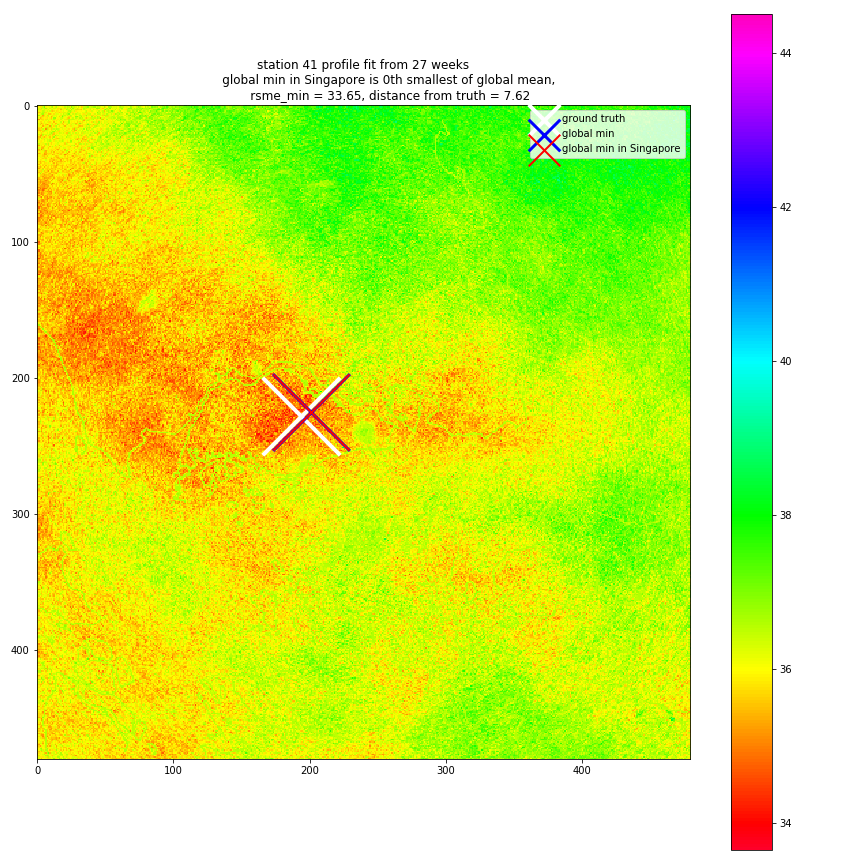 station 41 profile fit from 27 weeks
global min in Singapore is 0th smallest of global mean,
rsme_min = 33.65, distance from truth = 7.62
ground truth
global min
global min in Singapore
0
100
200
300
400
0
100
200
300
400
44
42
40
38
36
34